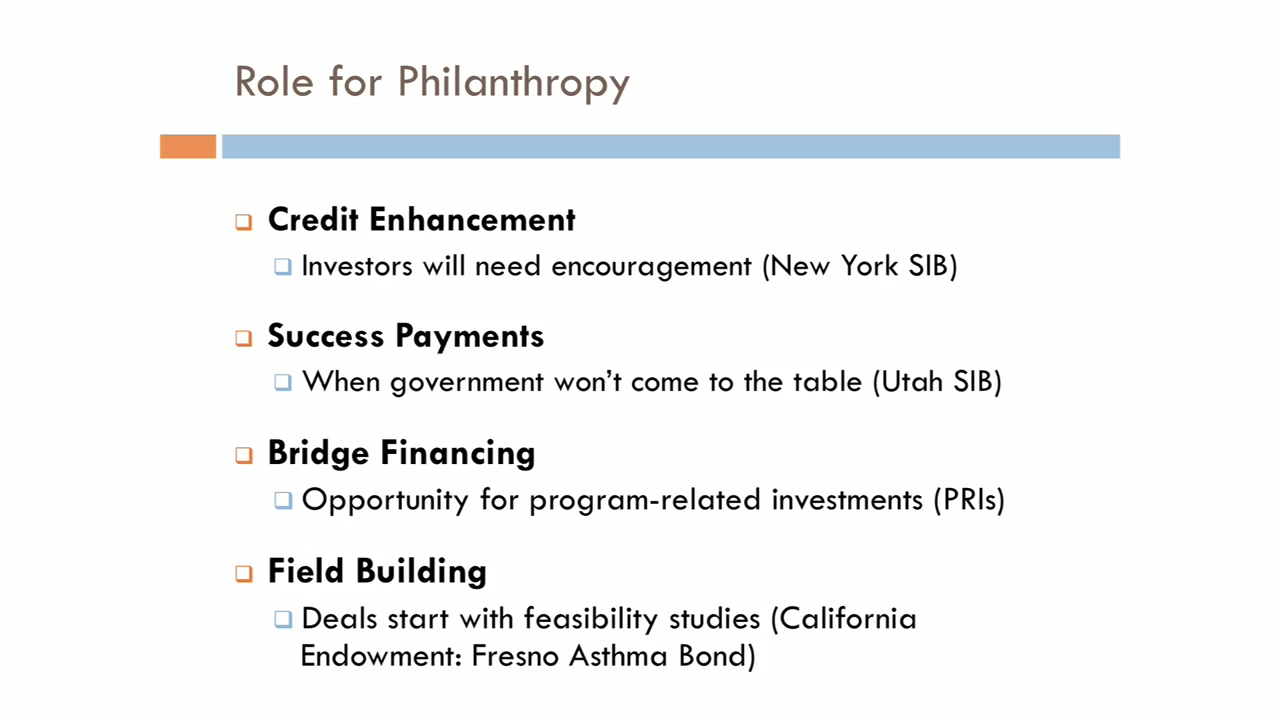 Role for Philanthropy
Credit Enhancement
Investors will need encouragement (New York SIB)
Success Payments
When government won’t come to the table (Utah SIB)
Bridge Financing
Opportunity for program-related investments (PRIs)
Field Building
Deals start with feasibility studies (California
Endowment: Fresno Asthma Bond)